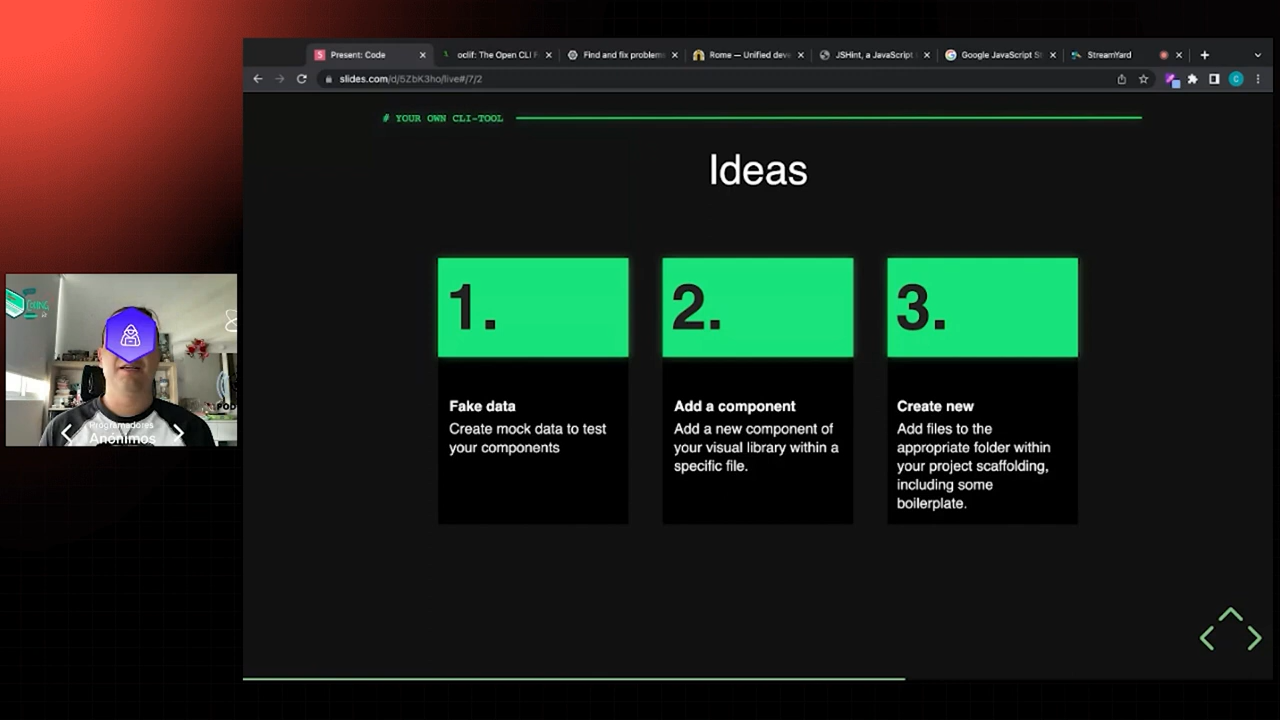 Present: Code
oclif: The Open CLI F
Find and fix problem
Rome — Unified dev
JSHint, a JavaScript
Google JavaScript S
StreamYard
slides.com/d/5ZbK3ho/live#/7/2
# YOUR OWN CLI-TOOL
Ideas
1.
2.
3.
Fake data
Create mock data to test
your components
Add a component
Add a new component of
your visual library within a
specific file.
Create new
Add files to the
appropriate folder within
your project scaffolding,
including some
boilerplate.
Programadores
Anónimos